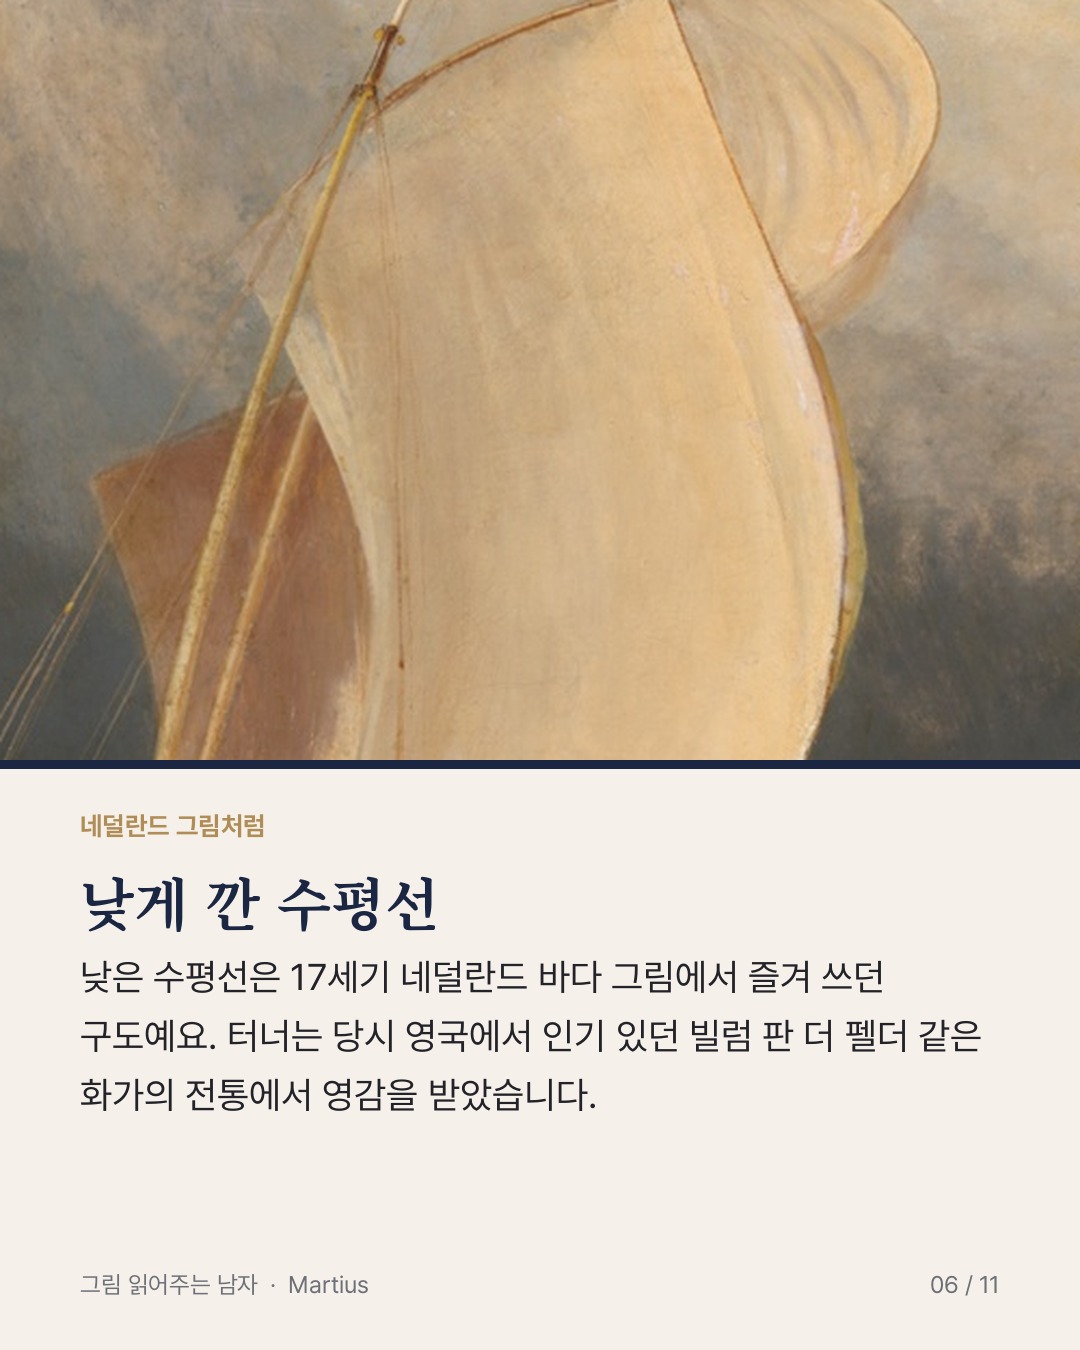 네덜란드 그림처럼
낮게 깐 수평선
낮은 수평선은 17세기 네덜란드 바다 그림에서 즐겨 쓰던
구도예요. 터너는 당시 영국에서 인기 있던 빌럼 판 더 펠더 같은
화가의 전통에서 영감을 받았습니다.
그림 읽어주는 남자 · Martius
06 / 11